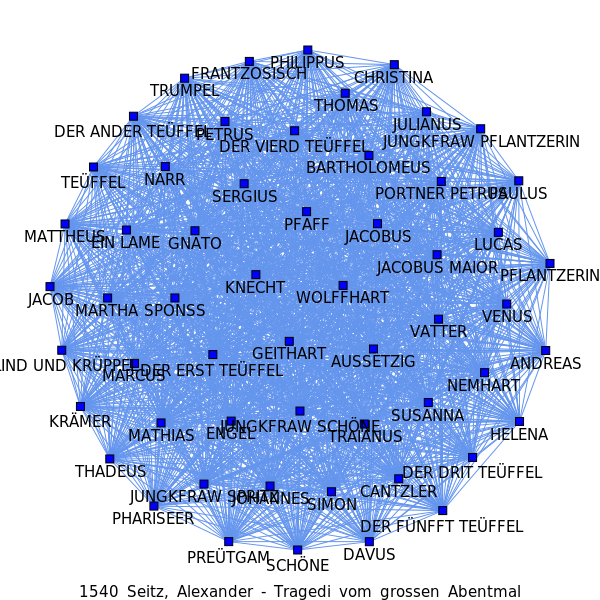 PHILIPPUS
FRANTZOSISCH
CHRISTINA
TRUMPEL
THOMAS
JULIANUS
DER ANDER TEÜFFEL
PETRUS
JUNGKFRAW PFLANTZERIN
DER VIERD TEÜFFEL
BARTHOLOMEUS
TEÜFFEL
NARR
SERGIUS
PORTNER PETRUS
PAULUS
PFAFF
MATTHEUS
EIN LAME
GNATO
JACOBUS
LUCAS
JACOBUS MAIOR
PFLANTZERIN
KNECHT
WOLFFHART
JACOB
MARTHA
SPONSS
VENUS
VATTER
GEITHART
AUSSETZIG
ANDREAS
LIND UND KRÜPPEL
MARCUS
DER ERST TEÜFFEL
NEMHART
KRÄMER
SUSANNA
MATHIAS
ENGEL
JUNGKFRAW SCHÖNE
TRAIANUS
HELENA
THADEUS
DER DRIT TEÜFFEL
CANTZLER
JUNGKFRAW SPRITZ
JOHANNES
SIMON
PHARISEER
DER FÜNFFT TEÜFFEL
PREÜTGAM
SCHÖNE
DAVUS
1540 Seitz, Alexander - Tragedi vom grossen Abentmal